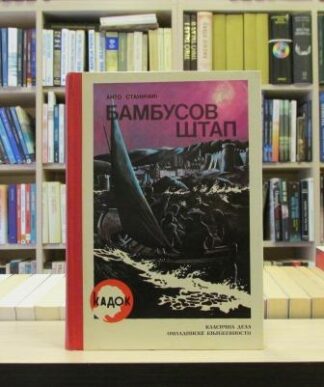 АНТО СТАНИЧИЋ
БАМБУСОВ
ШТАП
КАДОК
КЛАСИЧНА ДЕЛА
ОМЛАДИНСКЕ КЊИЖЕВНОСТИ